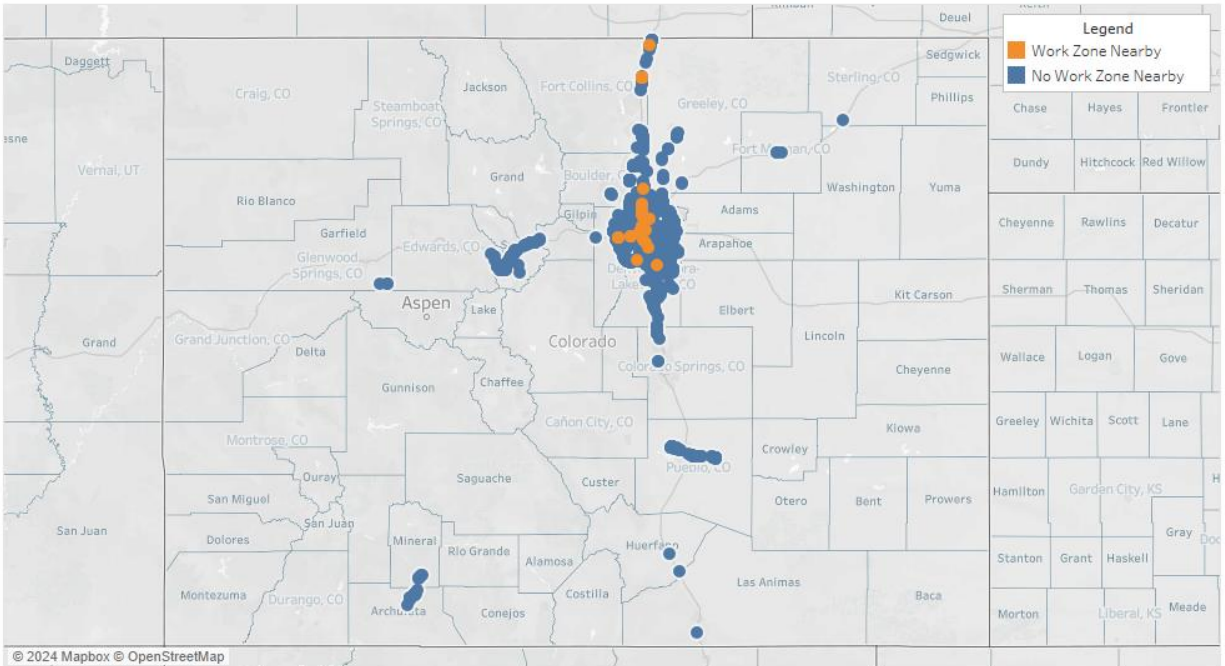 Deuel
Legend
Work Zone Nearby
No Work Zone Nearby
Daggett
Craig, CO
Steamboat
Springs, CO
Jackson
Fort Collins, CO
Greeley, CO
Sterling, CO
Sedgwick
Phillips
Chase
Hayes
Frontier
Vernal, UT
Rio Blanco
Grand
Boulder,
Washington
Yuma
Dundy
Hitchcock
Red Willow
Garfield
Gilpin
Adams
Cheyenne
Rawlins
Decatur
Glenwood
Springs, CO
Edwards, CO
Arapahoe
Aspen
Lake
Elbert
Kit Carson
Sherman
Thomas
Sheridan
Grand
Grand Junction, CO
Delta
Colorado
Lincoln
Wallace
Logan
Gove
Gunnison
Chaffee
Colorado Springs, CO
Cheyenne
Montrose, CO
Cañon City, CO
Kiowa
Greeley
Wichita
Scott
Lane
Ouray
Saguache
Custer
Pueblo, CO
Crowley
San Miguel
San Juan
Otero
Bent
Prowers
Hamilton
Garden City, KS
San Juan
Dolores
Mineral
Rio Grande
Alamosa
Huerfano
Gray
Stanton
Grant
Haskell
Montezuma
Durango, CO
Archuleta
Conejos
Costilla
Las Animas
Baca
Morton
Liberal, KS
Meade
© 2024 Mapbox © OpenStreetMap